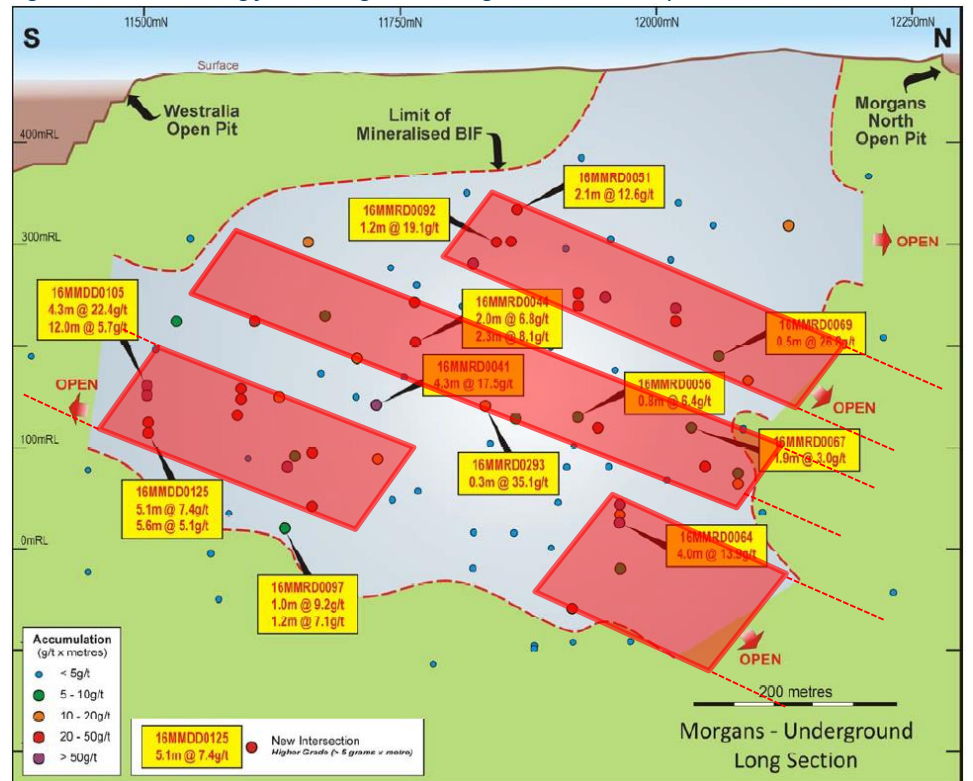 11500mN
11750mN
12000mN
12250mN
S
N
Surface
Westralia
Open Pit
Limit of
Mineralised BIF
Morgans
North
Open Pit
400mRL
300mRL
100mRL
0mRL
16MMRD0051
2.1m @ 12.6g/t
16MMRD0092
1.2m @ 19.1g/t
OPEN
16MMDD0105
4.3m @ 22.4g/t
12.0m @ 5.7g/t
16MMRD0044
2.0m @ 6.8g/t
2.3m @ 8.1g/t
16MMRD0069
16MMRD0041
4.3m @ 17.5g/t
16MMRD0056
0.8m @ 6.4g/t
OPEN
OPEN
16MMRD0067
1.9m @ 3.0g/t
16MMRD0293
0.3m @ 35.1g/t
16MMDD0125
5.1m @ 7.4g/t
5.6m @ 5.1g/t
16MMRD0064
4.0m @ 13.9g/t
16MMRD0097
1.0m @ 9.2g/t
1.2m @ 7.1g/t
OPEN
Accumulation
(g/t x metres)
< 5g/t
5 - 10g/t
10 - 20g/t
20 - 50g/t
> 50g/t
16MMDD0125
5.1m @ 7.4g/t
New Intersection
Higher Grade (> 5 grams x metre)
200 metres
Morgans - Underground
Long Section